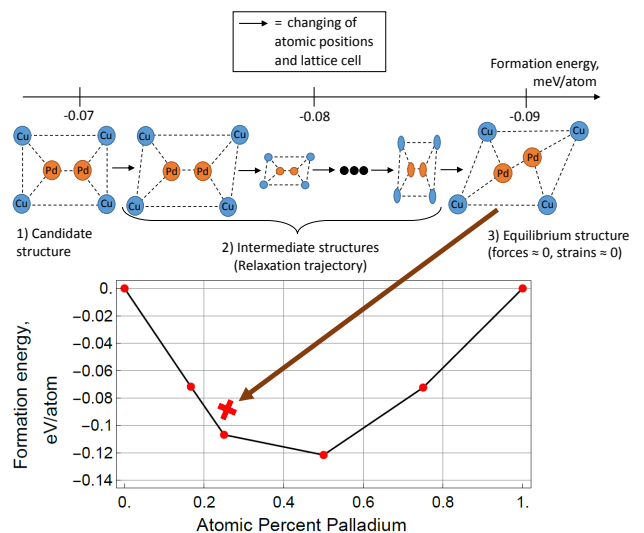 = changing of
atomic positions
and lattice cell
Formation energy,
meV/atom
-0.07 -0.08 -0.09
Cu Cu Cu Cu Cu Cu
Pd Pd Pd Pd Pd Pd
Cu Cu Cu Cu Cu Cu
1) Candidate
structure
2) Intermediate structures
(Relaxation trajectory)
3) Equilibrium structure
(forces ≈ 0, strains ≈ 0)
Formation energy,
eV/atom
0.
−0.02
−0.04
−0.06
−0.08
−0.1
−0.12
−0.14
0. 0.2 0.4 0.6 0.8 1.
Atomic Percent Palladium